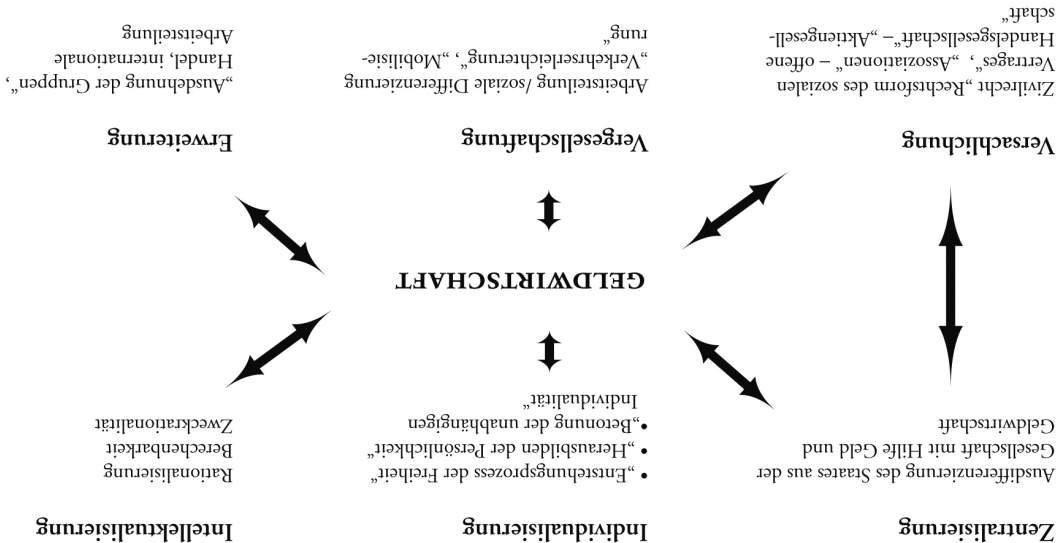 Zentralisierung
Ausdifferenzierung des Staates aus der
Gesellschaft mit Hilfe Geld und
Geldwirtschaft
Individualisierung
• „Entstehungsprozess der Freiheit“
• „Herausbilden der Persönlichkeit“
•„Betonung der unabhängigen
Individualität“
Intellektualisierung
Rationalisierung
Berechenbarkeit
Zweckrationalität
GELDWIRTSCHAFT
Versachlichung
Zivilrecht „Rechtsform des sozialen
Vertrages“, „Assoziationen“ – offene
Handelsgesellschaft“– „Aktiengesell-
schaft“
Vergesellschaftung
Arbeitsteilung /soziale Differenzierung
„Verkehrserleichterung“, „Mobilisie-
rung“
Erweiterung
„Ausdehnung der Gruppen“,
Handel, internationale
Arbeitsteilung